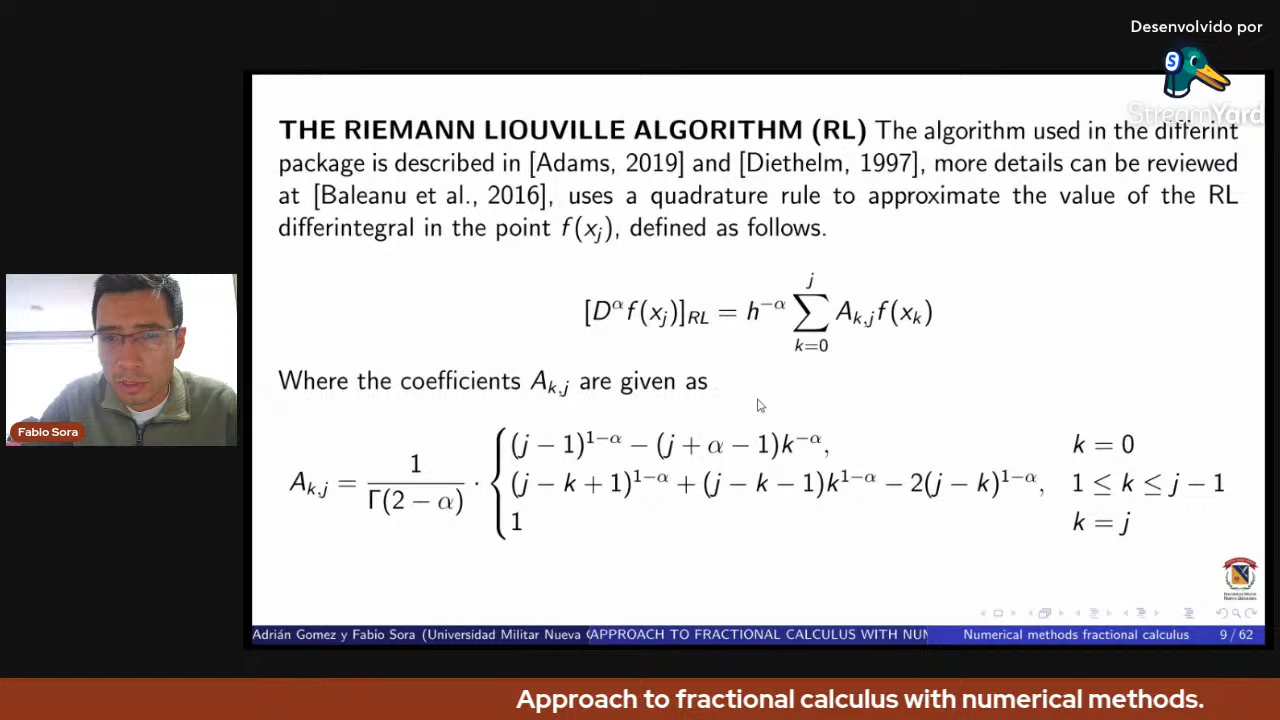 Desenvolvido por
StreamYard
THE RIEMANN LIOUVILLE ALGORITHM (RL) The algorithm used in the differint
package is described in [Adams, 2019] and [Diethelm, 1997], more details can be reviewed
at [Baleanu et al., 2016], uses a quadrature rule to approximate the value of the RL
differintegral in the point f(x_j), defined as follows.
[D^α f(x_j)]_RL = h^{−α} ∑_{k=0}^{j} A_{k,j} f(x_k)
Where the coefficients A_{k,j} are given as
A_{k,j} = 1/Γ(2 − α) · { (j − 1)^{1−α} − (j + α − 1)k^{−α}, k = 0
(j − k + 1)^{1−α} + (j − k − 1)k^{1−α} − 2(j − k)^{1−α}, 1 ≤ k ≤ j − 1
1 k = j
Fabio Sora
Adrián Gomez y Fabio Sora (Universidad Militar Nueva APPROACH TO FRACTIONAL CALCULUS WITH NUM Numerical methods fractional calculus 9 / 62
Approach to fractional calculus with numerical methods.